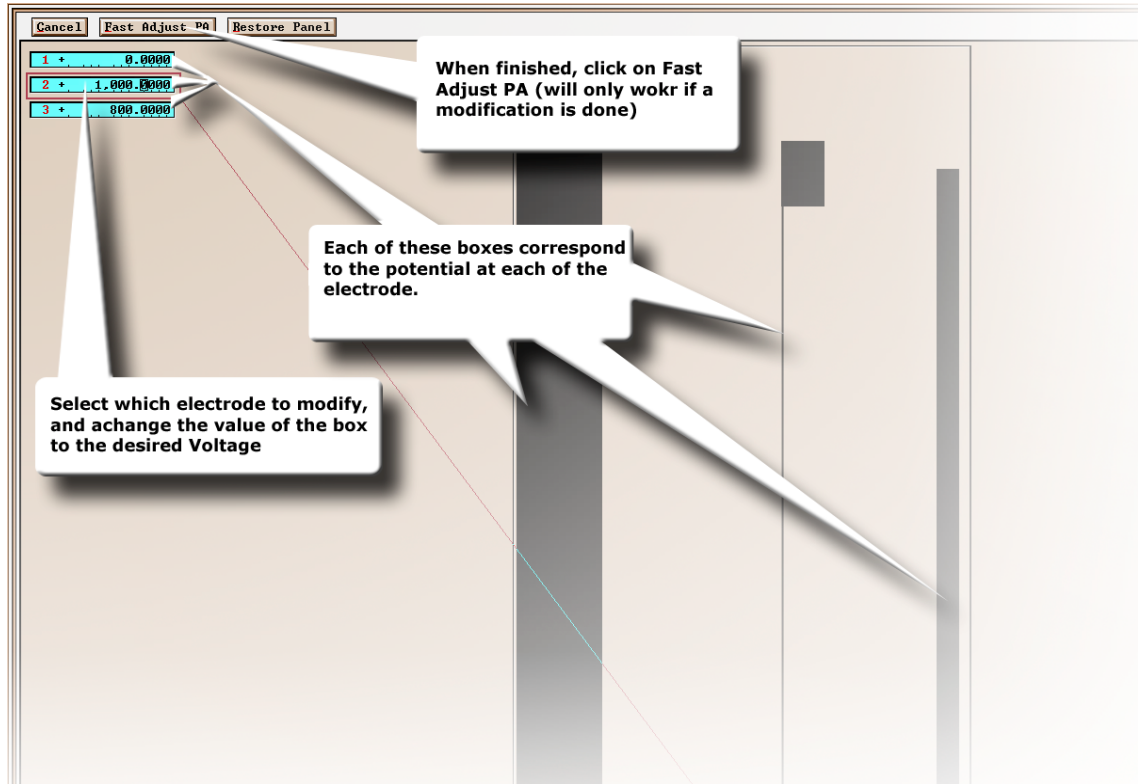 Cancel Fast Adjust PA Restore Panel
1 + 0.0000
2 + 1,000.0000
3 + 800.0000
When finished, click on Fast
Adjust PA (will only wokr if a
modification is done)
Each of these boxes correspond
to the potential at each of the
electrode.
Select which electrode to modify,
and achange the value of the box
to the desired Voltage